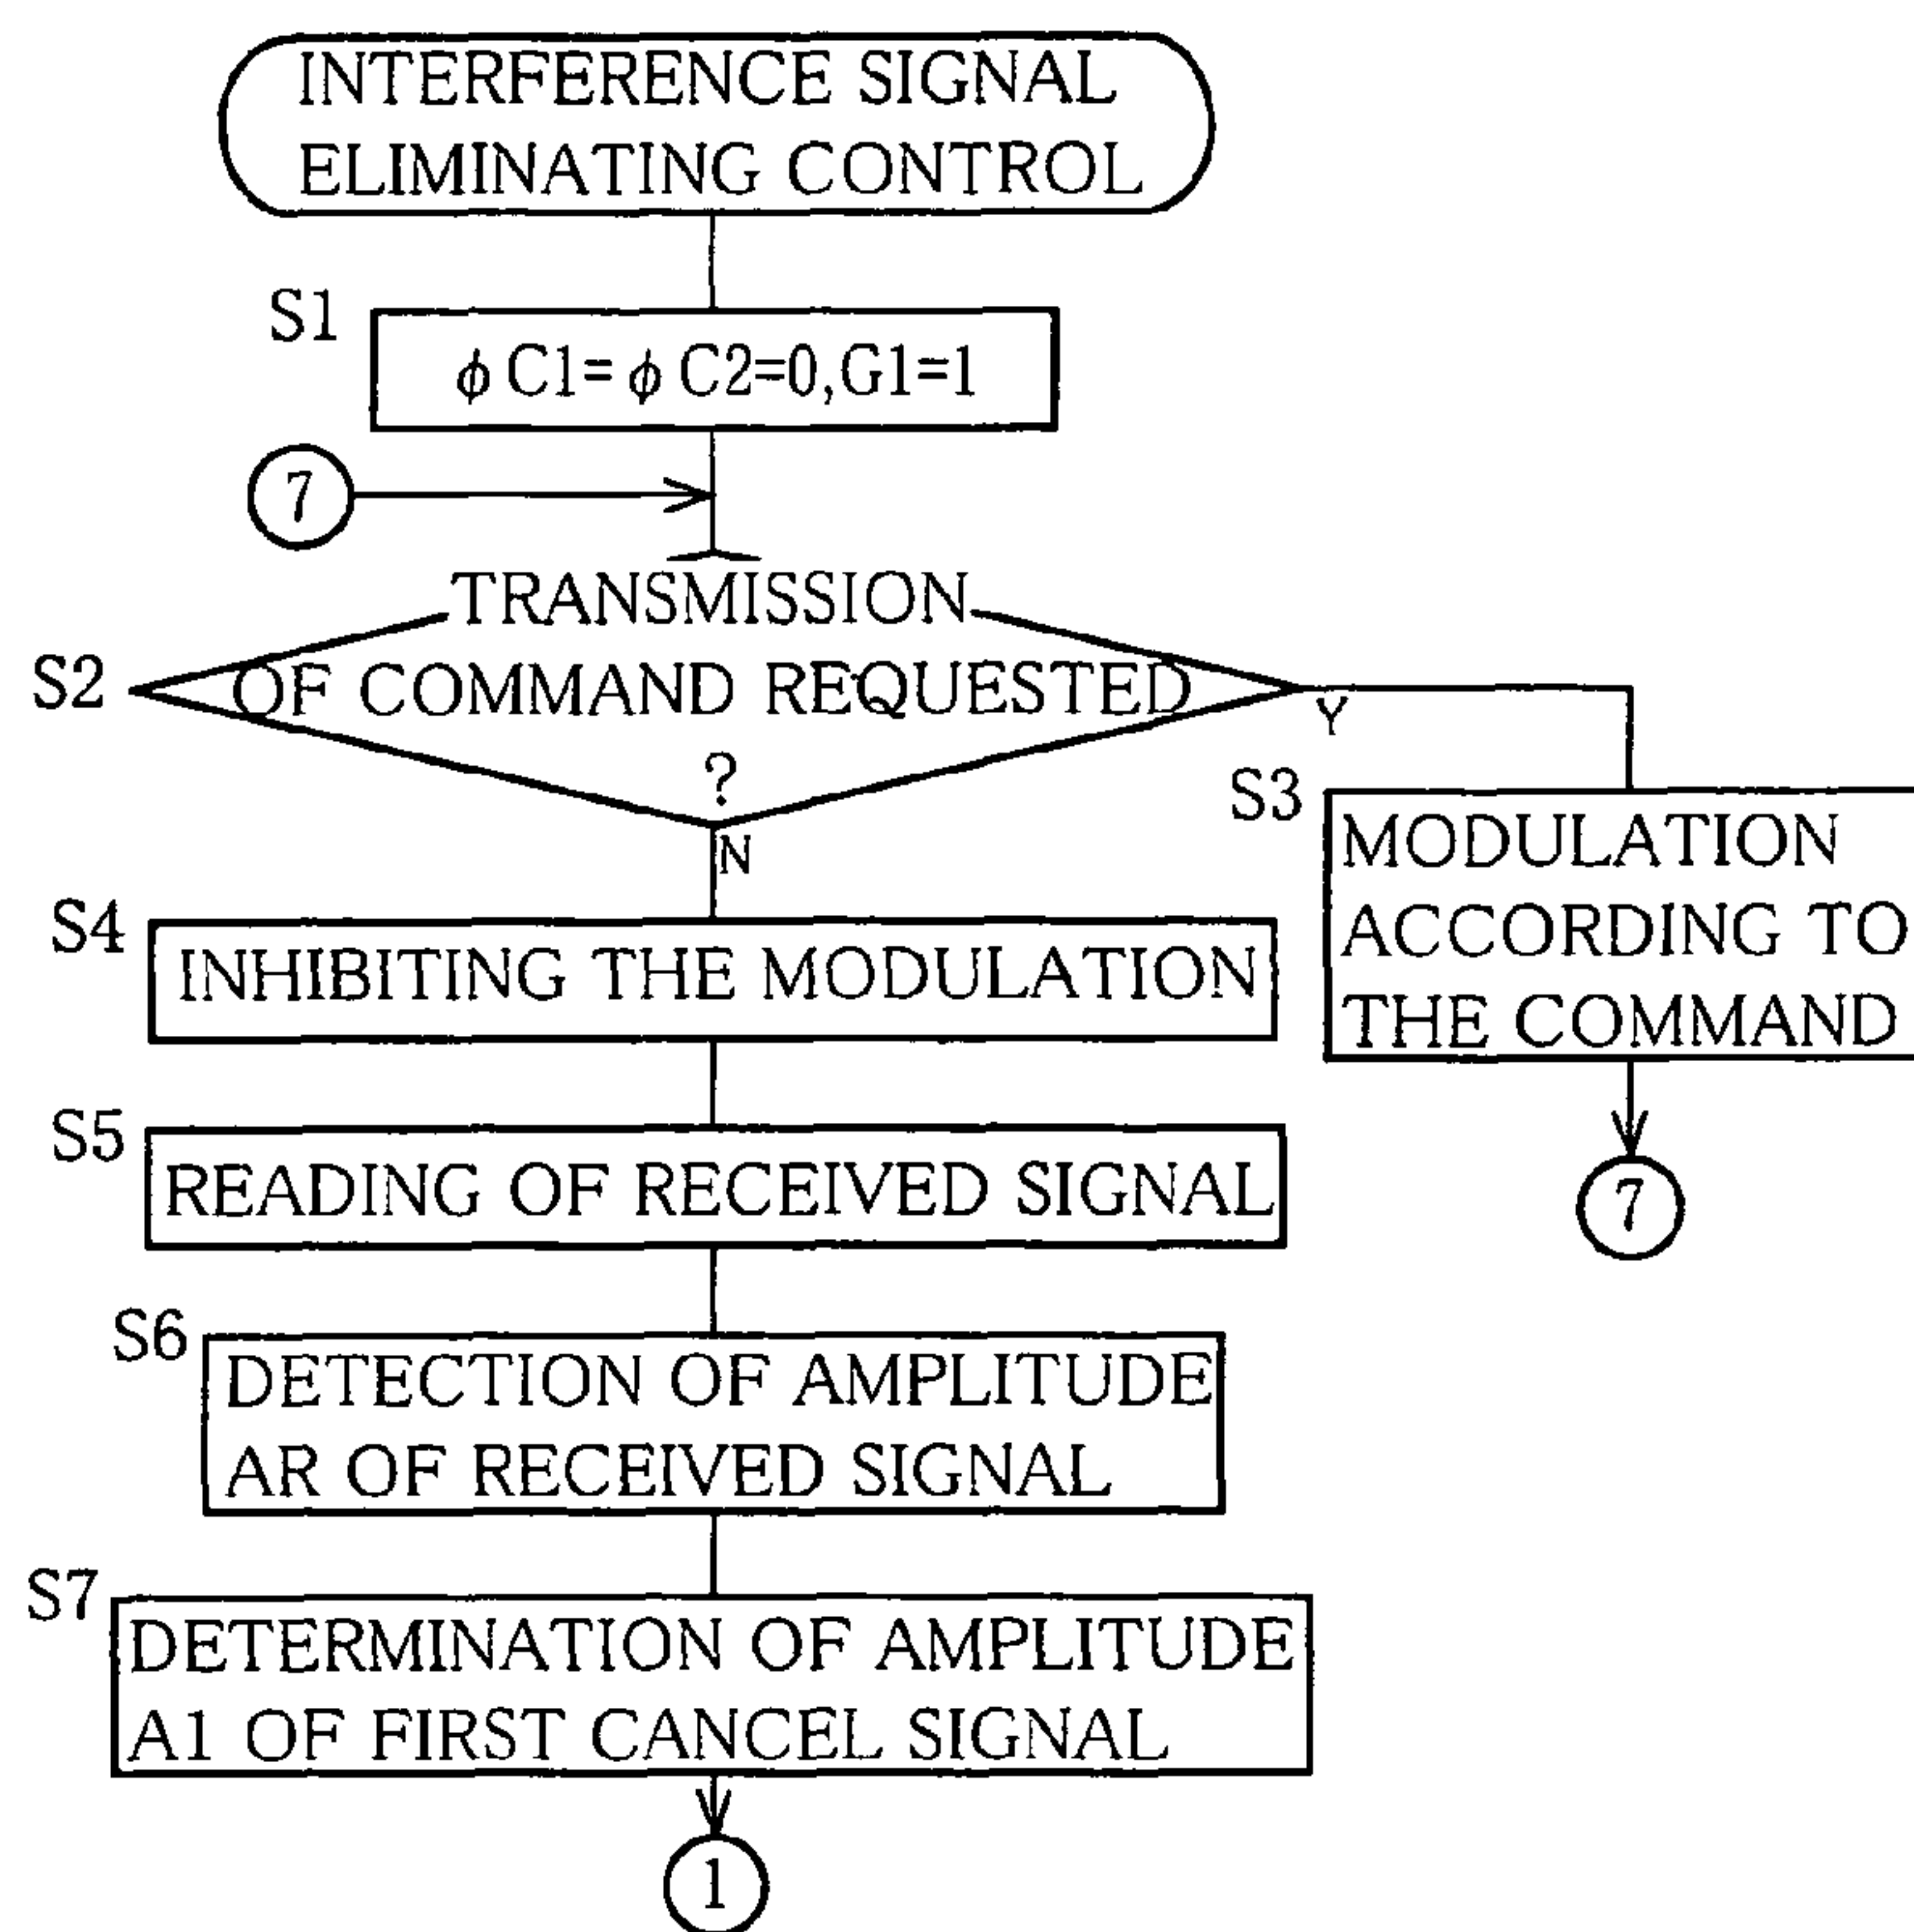 INTERFERENCE SIGNAL
ELIMINATING CONTROL
S1
ϕ C1= ϕ C2=0,G1=1
7
TRANSMISSION
S2
OF COMMAND REQUESTED
?
Y
N
S3
MODULATION
ACCORDING TO
THE COMMAND
7
S4
INHIBITING THE MODULATION
S5
READING OF RECEIVED SIGNAL
S6
DETECTION OF AMPLITUDE
AR OF RECEIVED SIGNAL
S7
DETERMINATION OF AMPLITUDE
A1 OF FIRST CANCEL SIGNAL
1